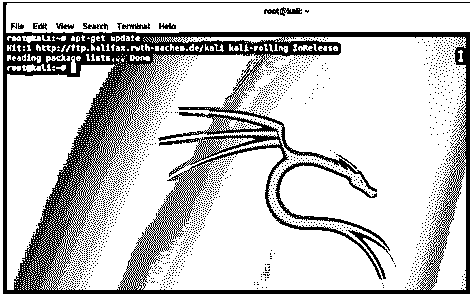 root@kali: ~
File Edit View Search Terminal Help
root@kali:~# apt-get update
Hit:1 http://ftp.halifax.rwth-aachen.de/kali kali-rolling InRelease
Reading package lists... Done
root@kali:~#